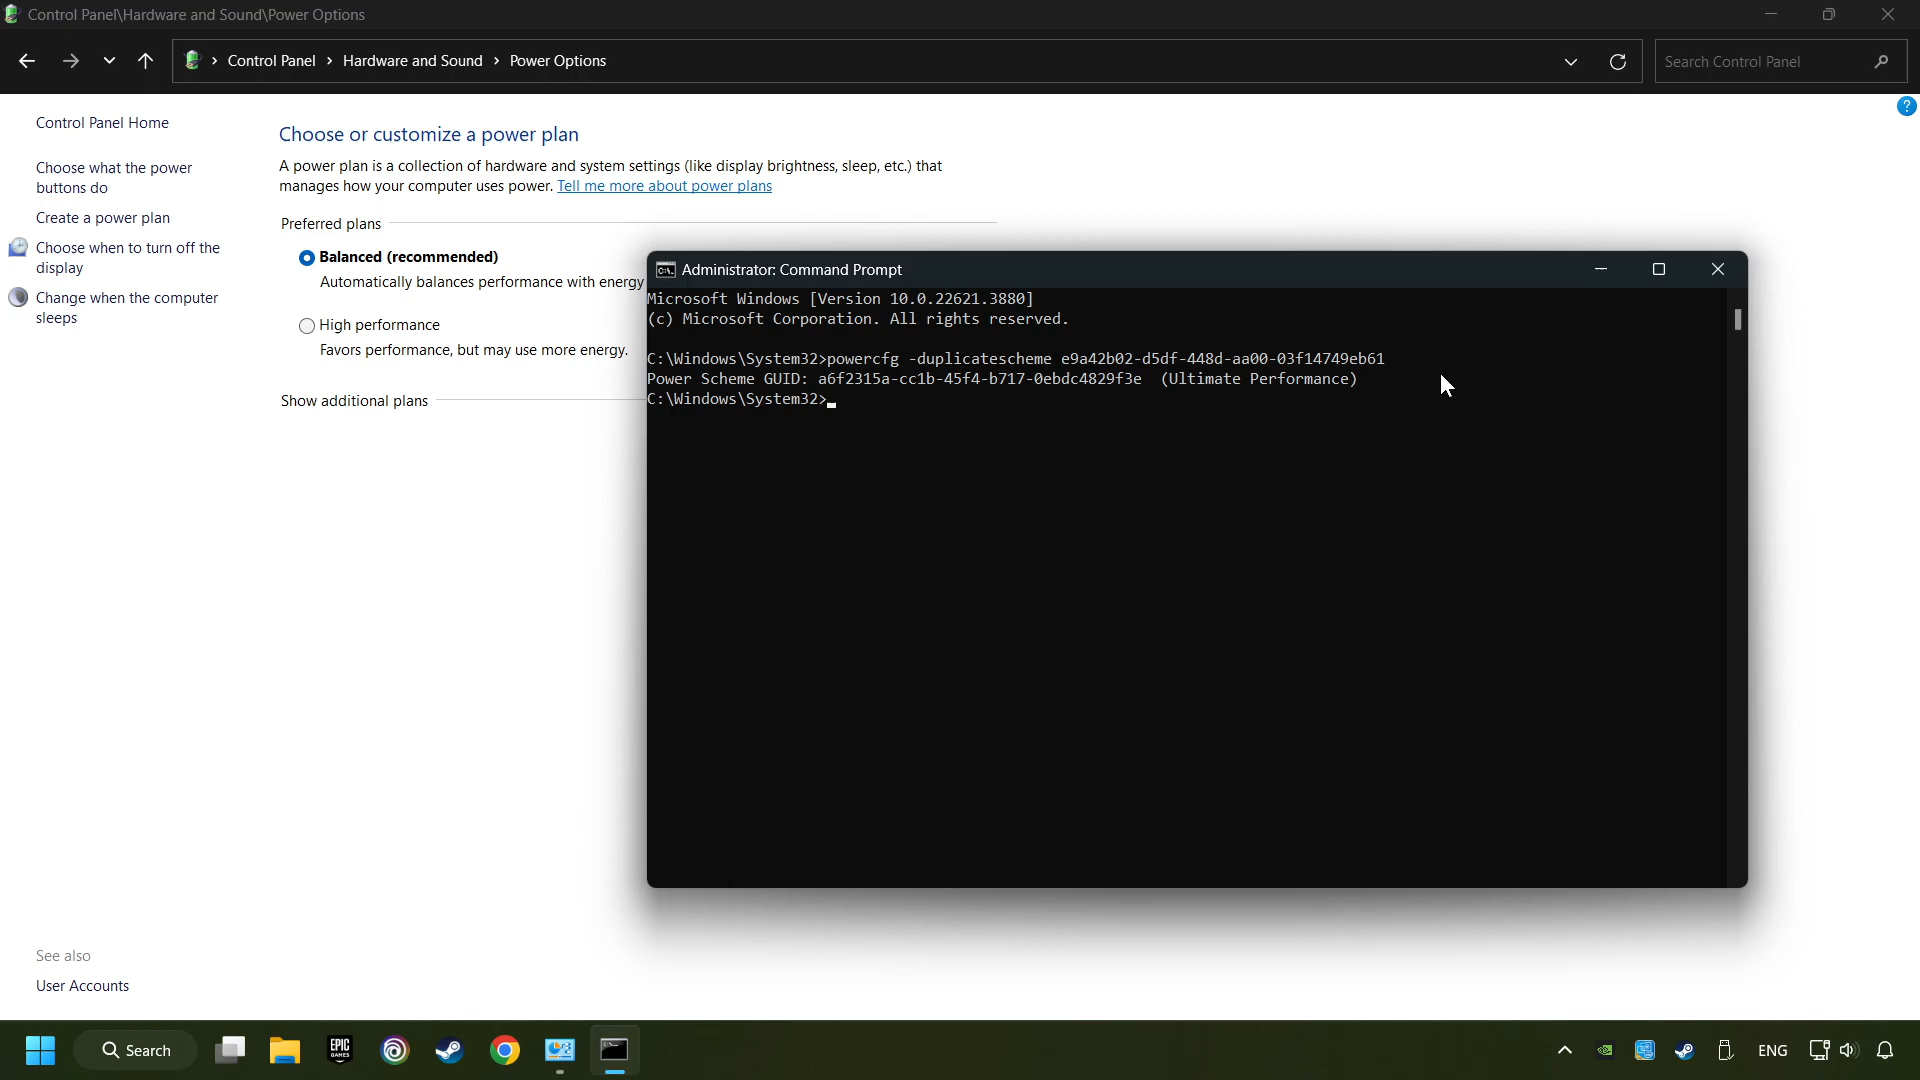 Control Panel\Hardware and Sound\Power Options
Control Panel > Hardware and Sound > Power Options
Search Control Panel
?
Control Panel Home
Choose what the power
buttons do
Create a power plan
Choose when to turn off the
display
Change when the computer
sleeps
See also
User Accounts
Choose or customize a power plan
A power plan is a collection of hardware and system settings (like display brightness, sleep, etc.) that
manages how your computer uses power. Tell me more about power plans
Preferred plans
Balanced (recommended)
Automatically balances performance with energy
High performance
Favors performance, but may use more energy.
Show additional plans
C:\.
Administrator: Command Prompt
Microsoft Windows [Version 10.0.22621.3880]
(c) Microsoft Corporation. All rights reserved.
C:\Windows\System32>powercfg -duplicatescheme e9a42b02-d5df-448d-aa00-03f14749eb61
Power Scheme GUID: a6f2315a-cc1b-45f4-b717-0ebdc4829f3e  (Ultimate Performance)
C:\Windows\System32>
Search
EPIC
GAMES
ENG